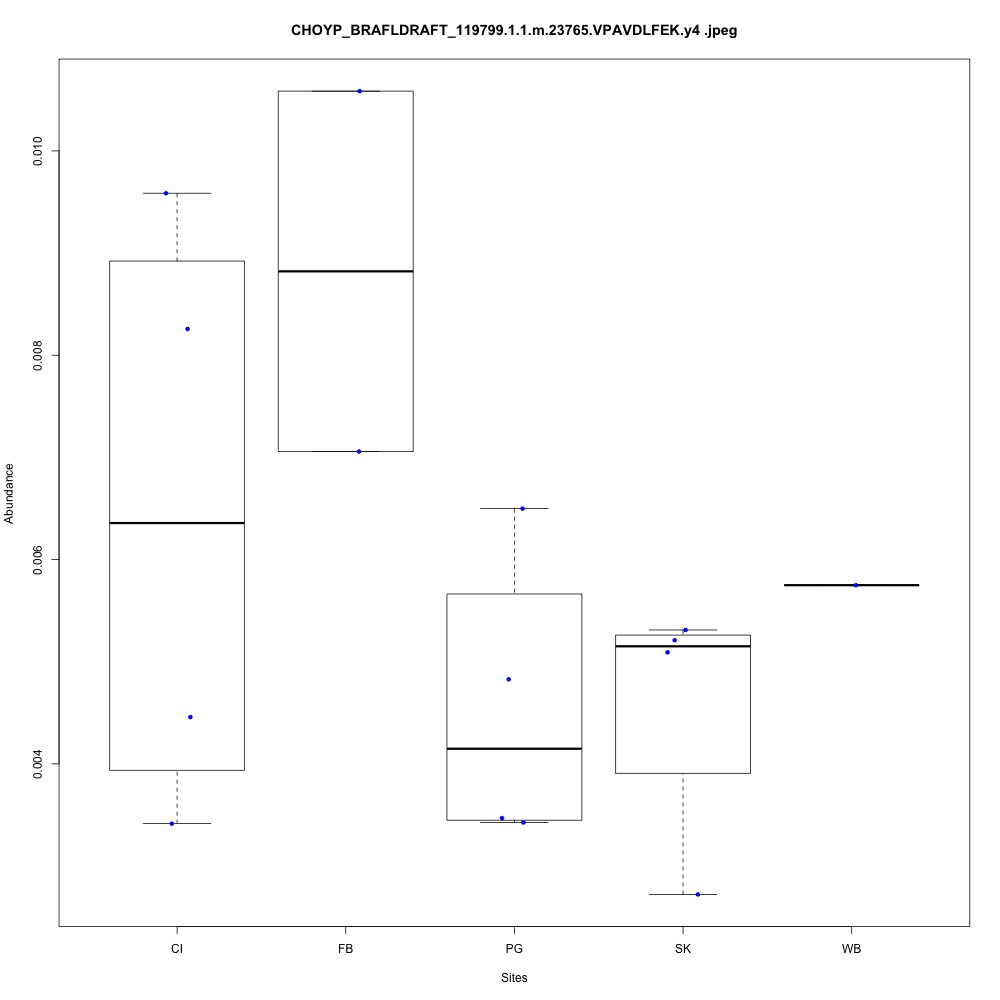 CHOYP_BRAFLDRAFT_119799.1.1.m.23765.VPAVDLFEK.y4 .jpeg
Abundance
0.010
0.008
0.006
0.004
CI FB PG SK WB
Sites